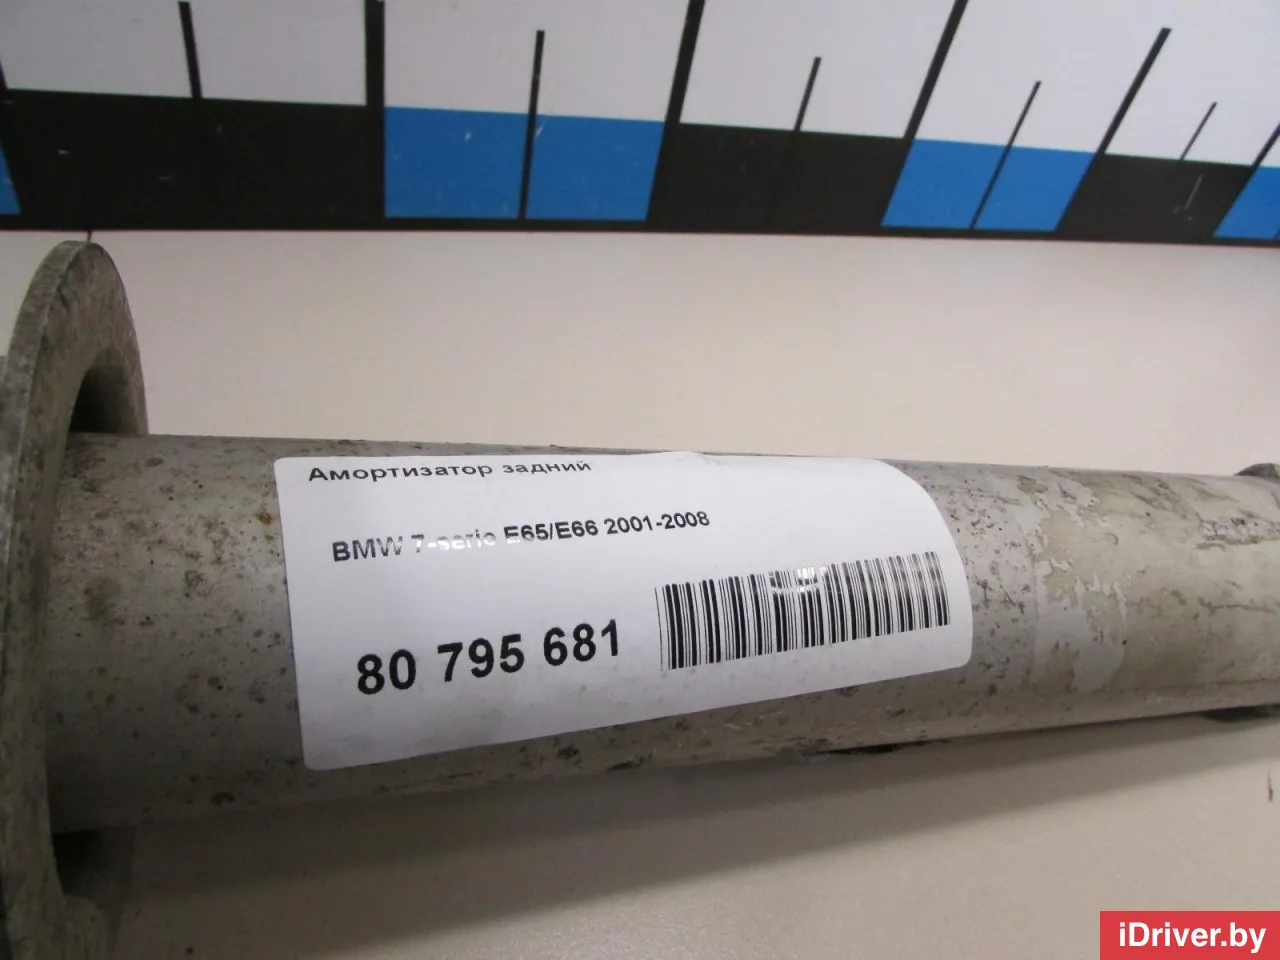 Амортизатор задний
BMW 7-serie E65/E66 2001-2008
80 795 681
iDriver.by